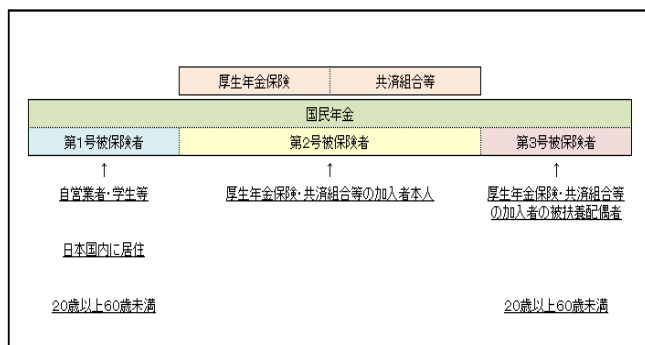 厚生年金保険 共済組合等
国民年金
第1号被保険者 第2号被保険者 第3号被保険者
↑ ↑ ↑
自営業者・学生等 厚生年金保険・共済組合等の加入者本人 厚生年金保険・共済組合等
の加入者の被扶養配偶者
日本国内に居住
20歳以上60歳未満 20歳以上60歳未満